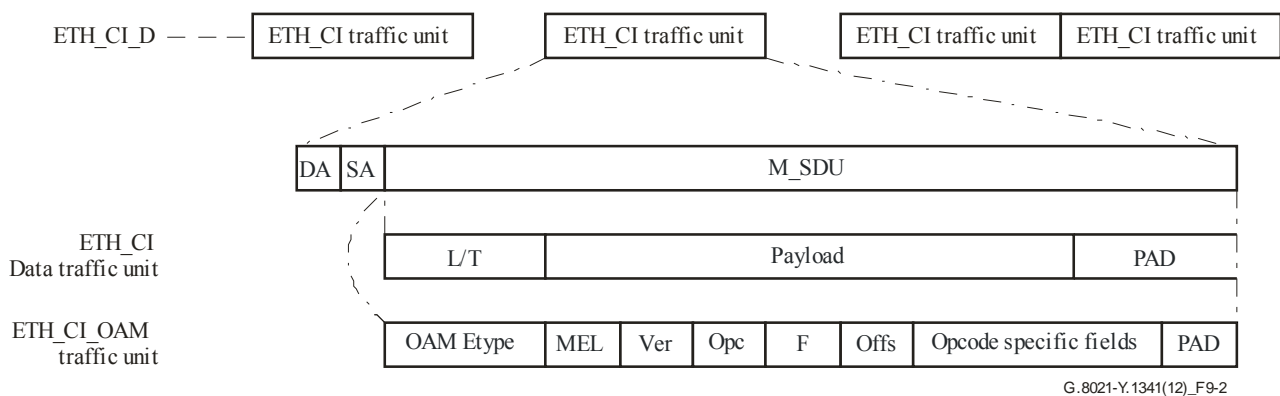 ETH_CI_D
ETH_CI traffic unit
ETH_CI traffic unit
ETH_CI traffic unit
ETH_CI traffic unit
DA
SA
M_SDU
ETH_CI
Data traffic unit
L/T
Payload
PAD
ETH_CI_OAM
traffic unit
OAM Etype
MEL
Ver
Opc
F
Offs
Opcode specific fields
PAD
G.8021-Y.1341(12)_F9-2